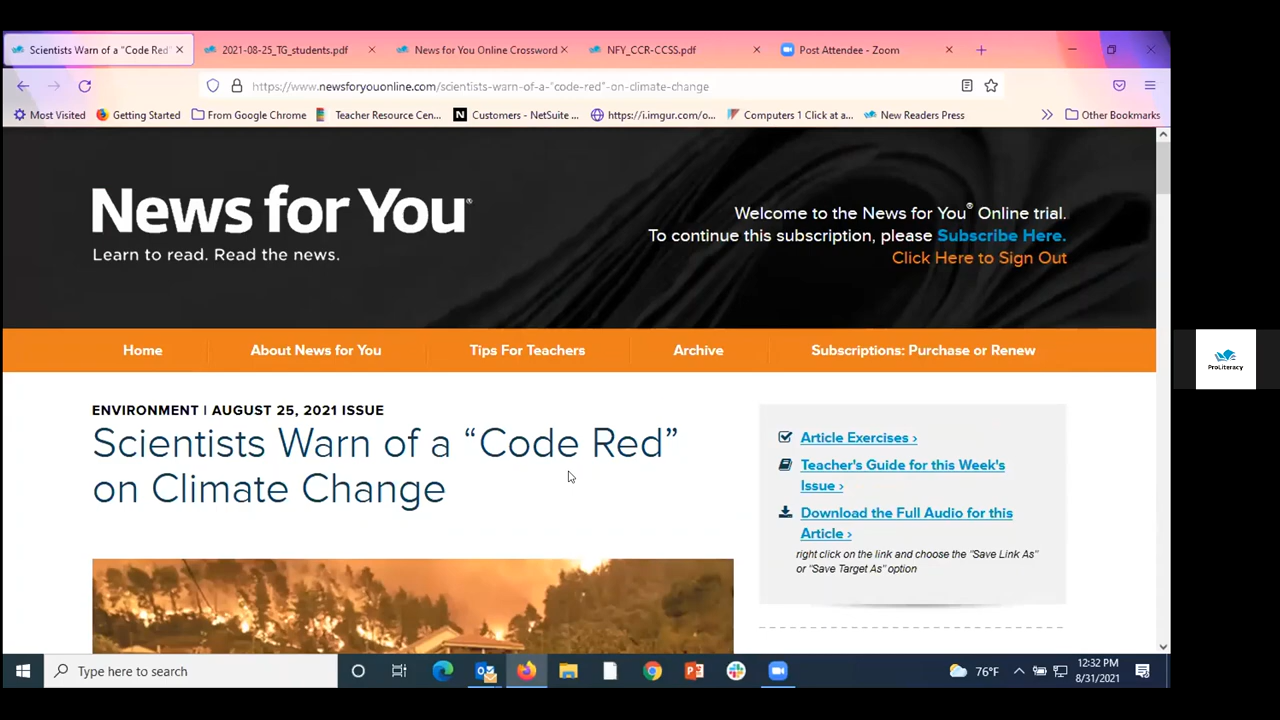 Scientists Warn of a “Code Red”
2021-08-25_TG_students.pdf
News for You Online Crossword
NFY_CCR-CCSS.pdf
Post Attendee - Zoom
https://www.newsforyouonline.com/scientists-warn-of-a-“code-red”-on-climate-change
Most Visited
Getting Started
From Google Chrome
Teacher Resource Cen...
Customers - NetSuite ...
https://i.imgur.com/o...
Computers 1 Click at a...
New Readers Press
Other Bookmarks
News for You®
Learn to read. Read the news.
Welcome to the News for You® Online trial.
To continue this subscription, please Subscribe Here.
Click Here to Sign Out
Home
About News for You
Tips For Teachers
Archive
Subscriptions: Purchase or Renew
ENVIRONMENT | AUGUST 25, 2021 ISSUE
Scientists Warn of a “Code Red”
on Climate Change
Article Exercises ›
Teacher's Guide for this Week's
Issue ›
Download the Full Audio for this
Article ›
right click on the link and choose the "Save Link As"
or "Save Target As" option
ProLiteracy
Type here to search
76°F
12:32 PM
8/31/2021